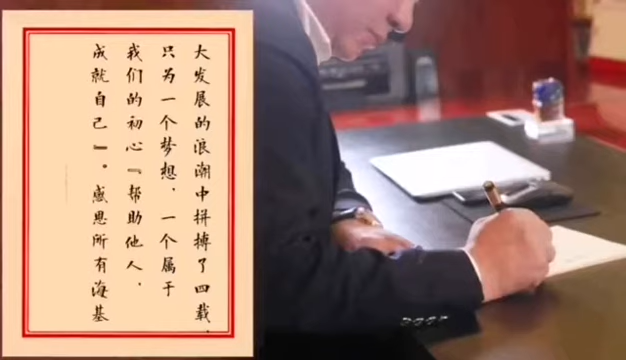 大发展的浪潮中拼搏了四载、
只为一个梦想、一个属于
我们的初心『帮助他人、
成就自己』。感恩所有海基